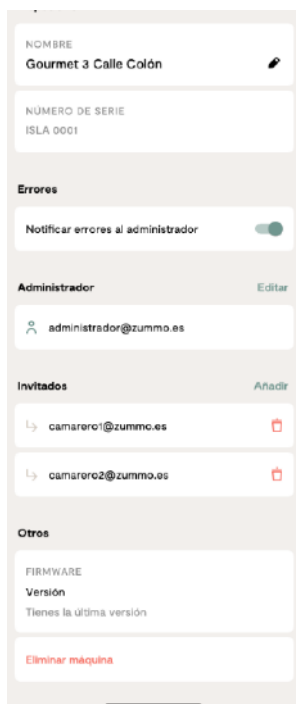 NOMBRE
Gourmet 3 Calle Colón
NÚMERO DE SERIE
ISLA 0001
Errores
Notificar errores al administrador
Administrador Editar
administrador@zummo.es
Invitados Añadir
camarero1@zummo.es
camarero2@zummo.es
Otros
FIRMWARE
Versión
Tienes la última versión
Eliminar máquina